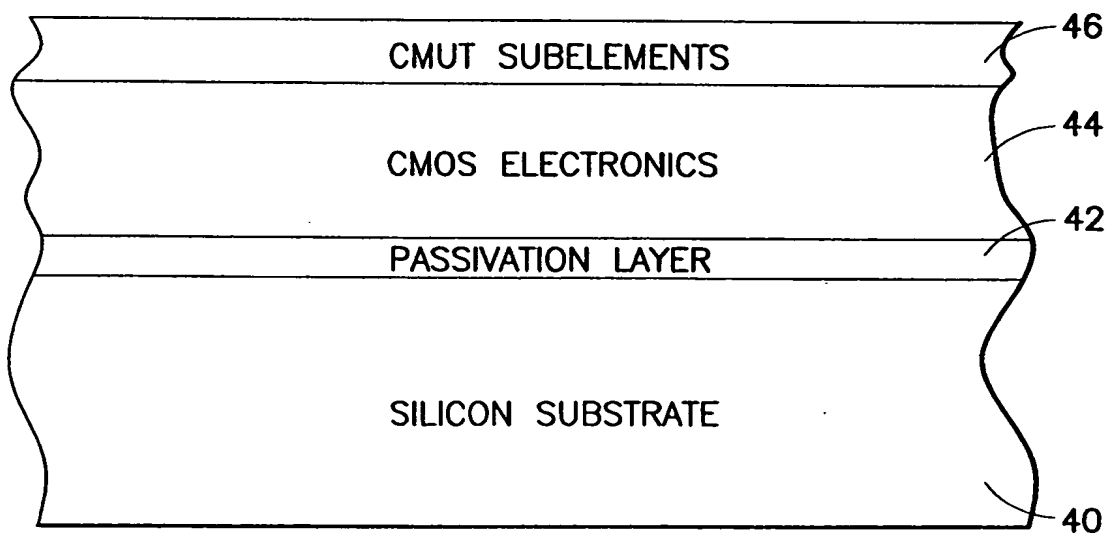 46
CMUT SUBELEMENTS
44
CMOS ELECTRONICS
42
PASSIVATION LAYER
SILICON SUBSTRATE
40